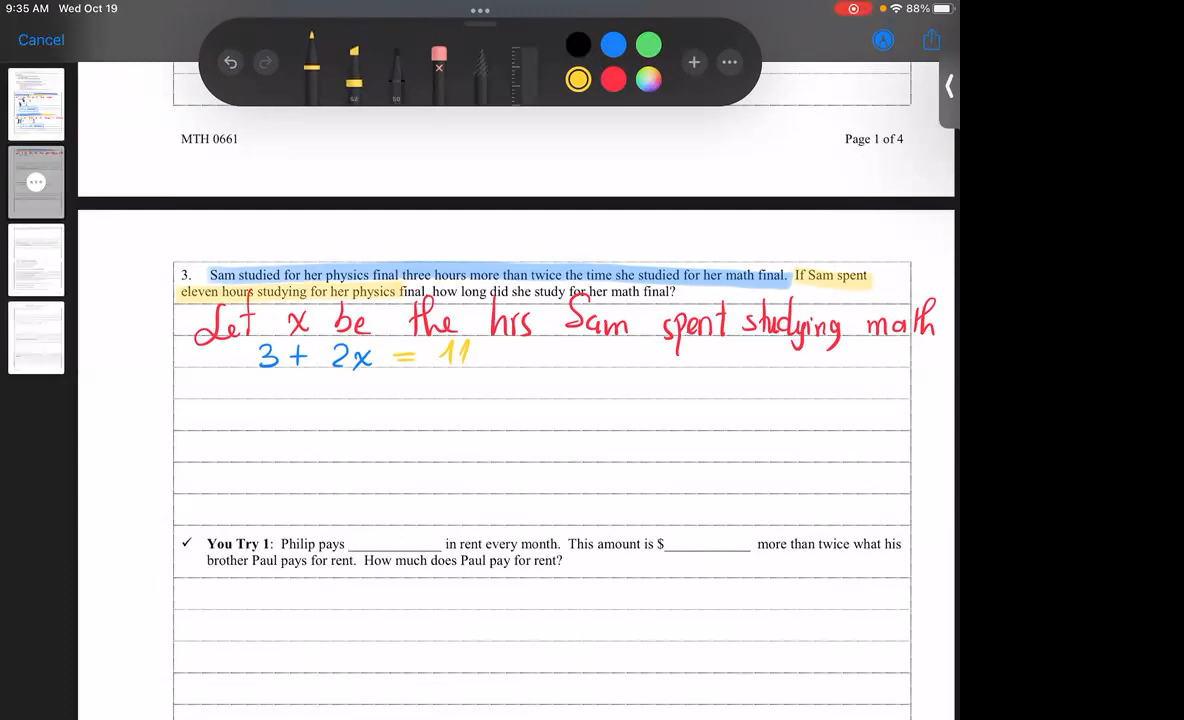 9:35 AM Wed Oct 19
88%
Cancel
52
50
MTH 0661
Page 1 of 4
3. Sam studied for her physics final three hours more than twice the time she studied for her math final. If Sam spent
eleven hours studying for her physics final, how long did she study for her math final?
Let x be the hrs Sam spent studying math
3 + 2x = 11
✓ You Try 1: Philip pays ____________ in rent every month. This amount is $____________ more than twice what his
brother Paul pays for rent. How much does Paul pay for rent?